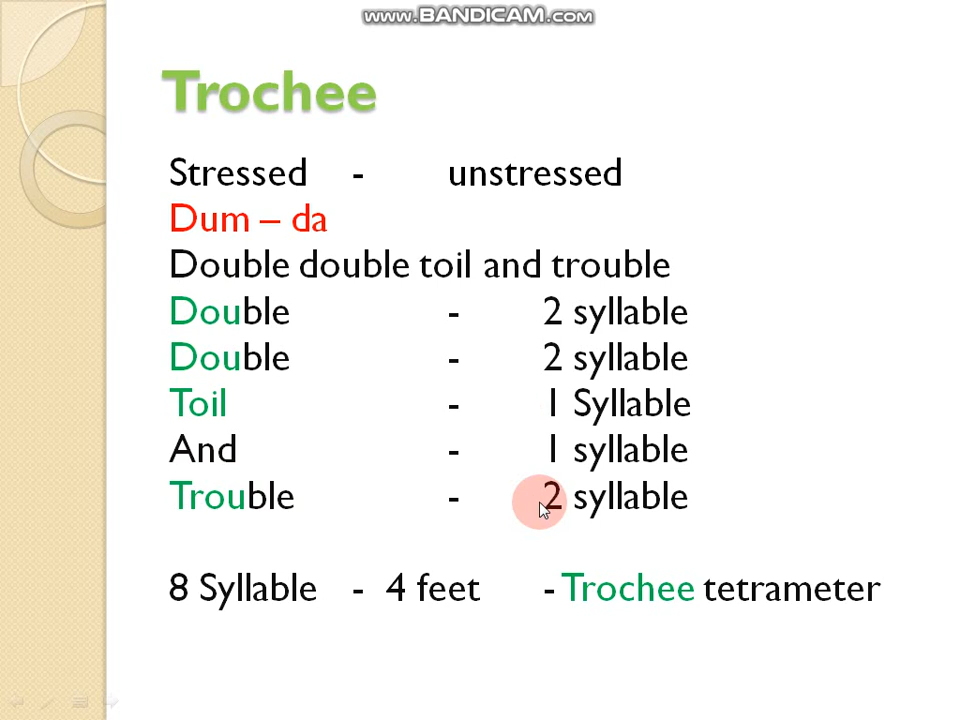 www.BANDICAM.com
Trochee
Stressed - unstressed
Dum – da
Double double toil and trouble
Double - 2 syllable
Double - 2 syllable
Toil - 1 Syllable
And - 1 syllable
Trouble - 2 syllable
8 Syllable - 4 feet - Trochee tetrameter